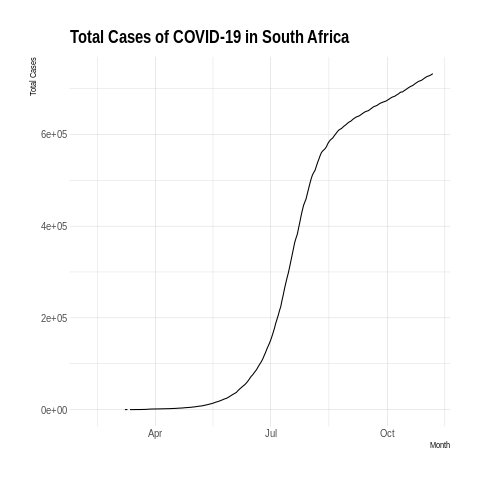 Total Cases of COVID-19 in South Africa
Total Cases
6e+05
4e+05
2e+05
0e+00
Apr Jul Oct
Month